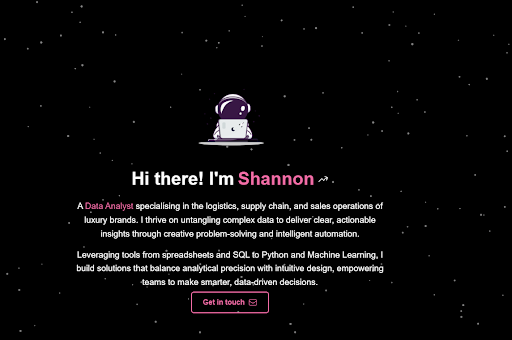 Hi there! I'm Shannon
A Data Analyst specialising in the logistics, supply chain, and sales operations of
luxury brands. I thrive on untangling complex data to deliver clear, actionable
insights through creative problem-solving and intelligent automation.
Leveraging tools from spreadsheets and SQL to Python and Machine Learning, I
build solutions that balance analytical precision with intuitive design, empowering
teams to make smarter, data-driven decisions.
Get in touch